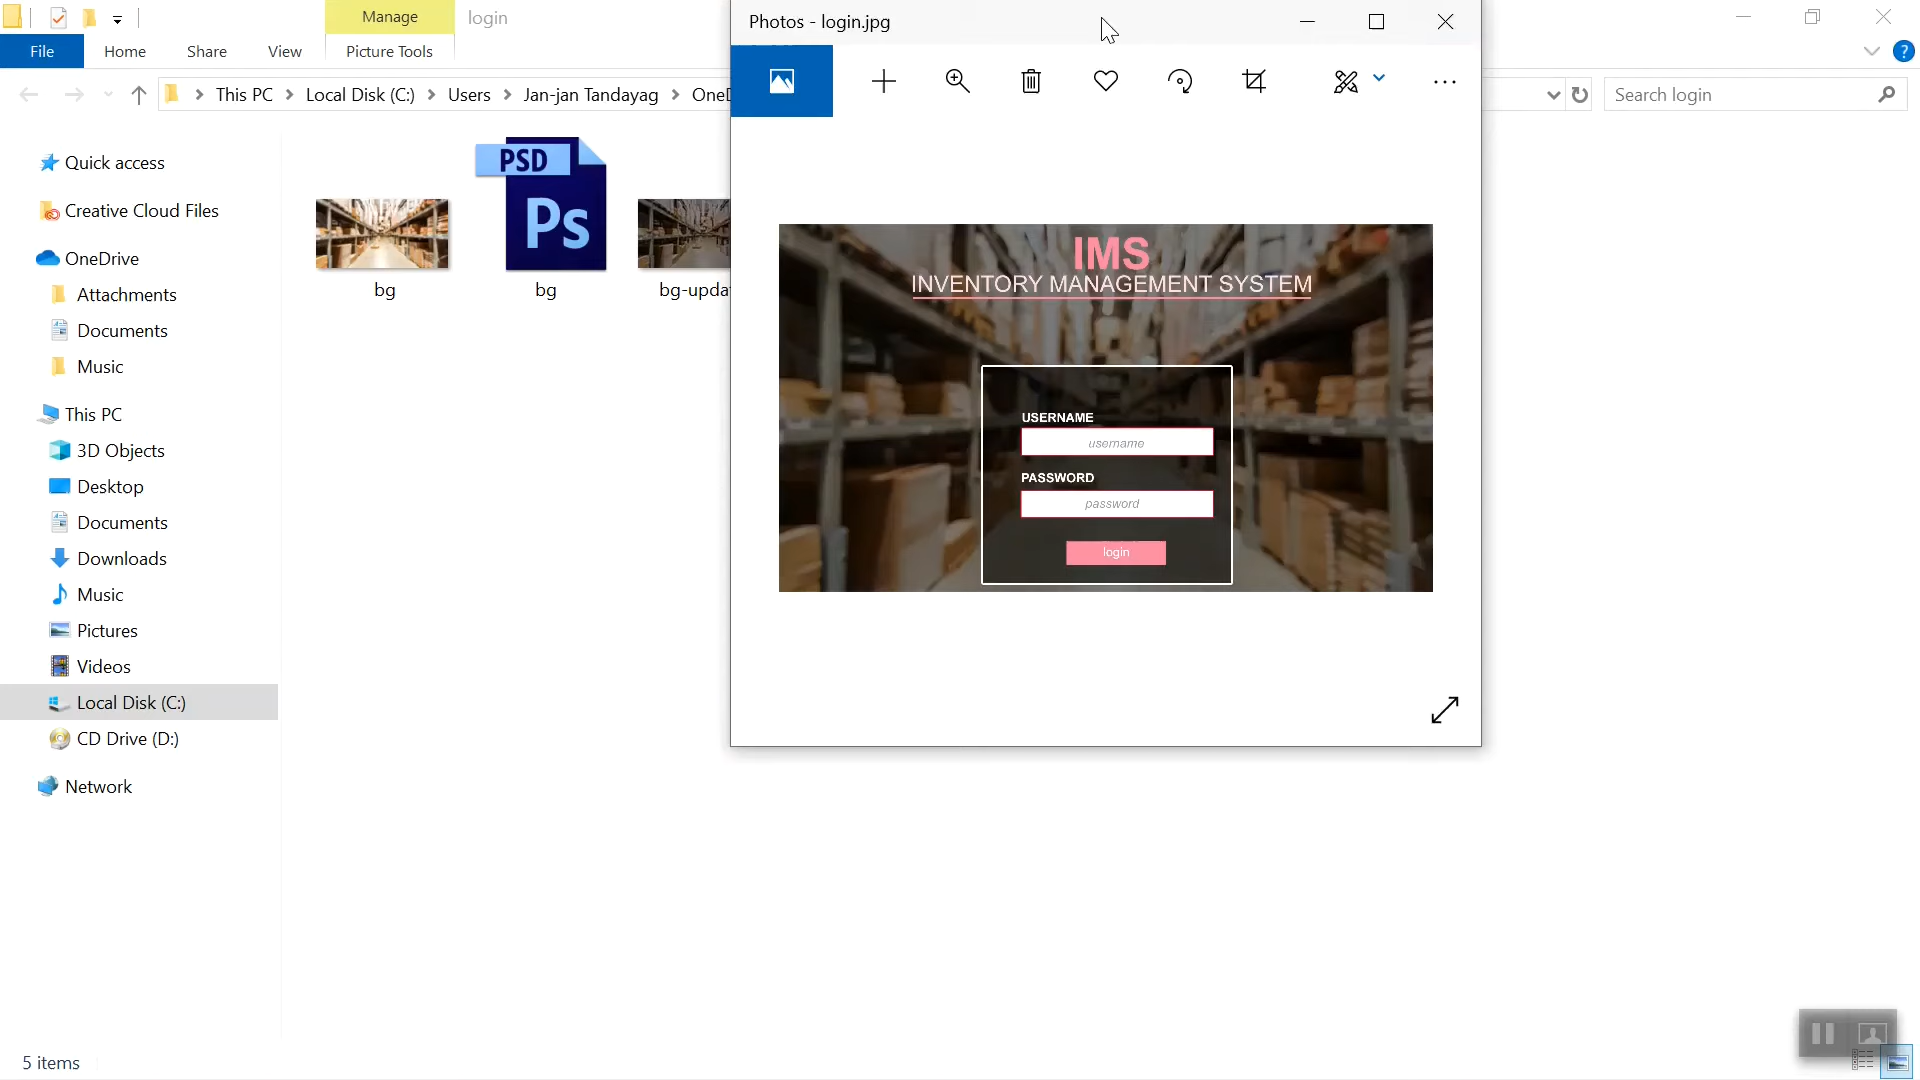 Manage
login
File
Home
Share
View
Picture Tools
This PC
Local Disk (C:)
Users
Jan-jan Tandayag
Search login
Quick access
Creative Cloud Files
OneDrive
Attachments
Documents
Music
This PC
3D Objects
Desktop
Documents
Downloads
Music
Pictures
Videos
Local Disk (C:)
CD Drive (D:)
Network
PSD
Ps
bg
bg
Photos - login.jpg
IMS
INVENTORY MANAGEMENT SYSTEM
USERNAME
username
PASSWORD
password
login
5 items